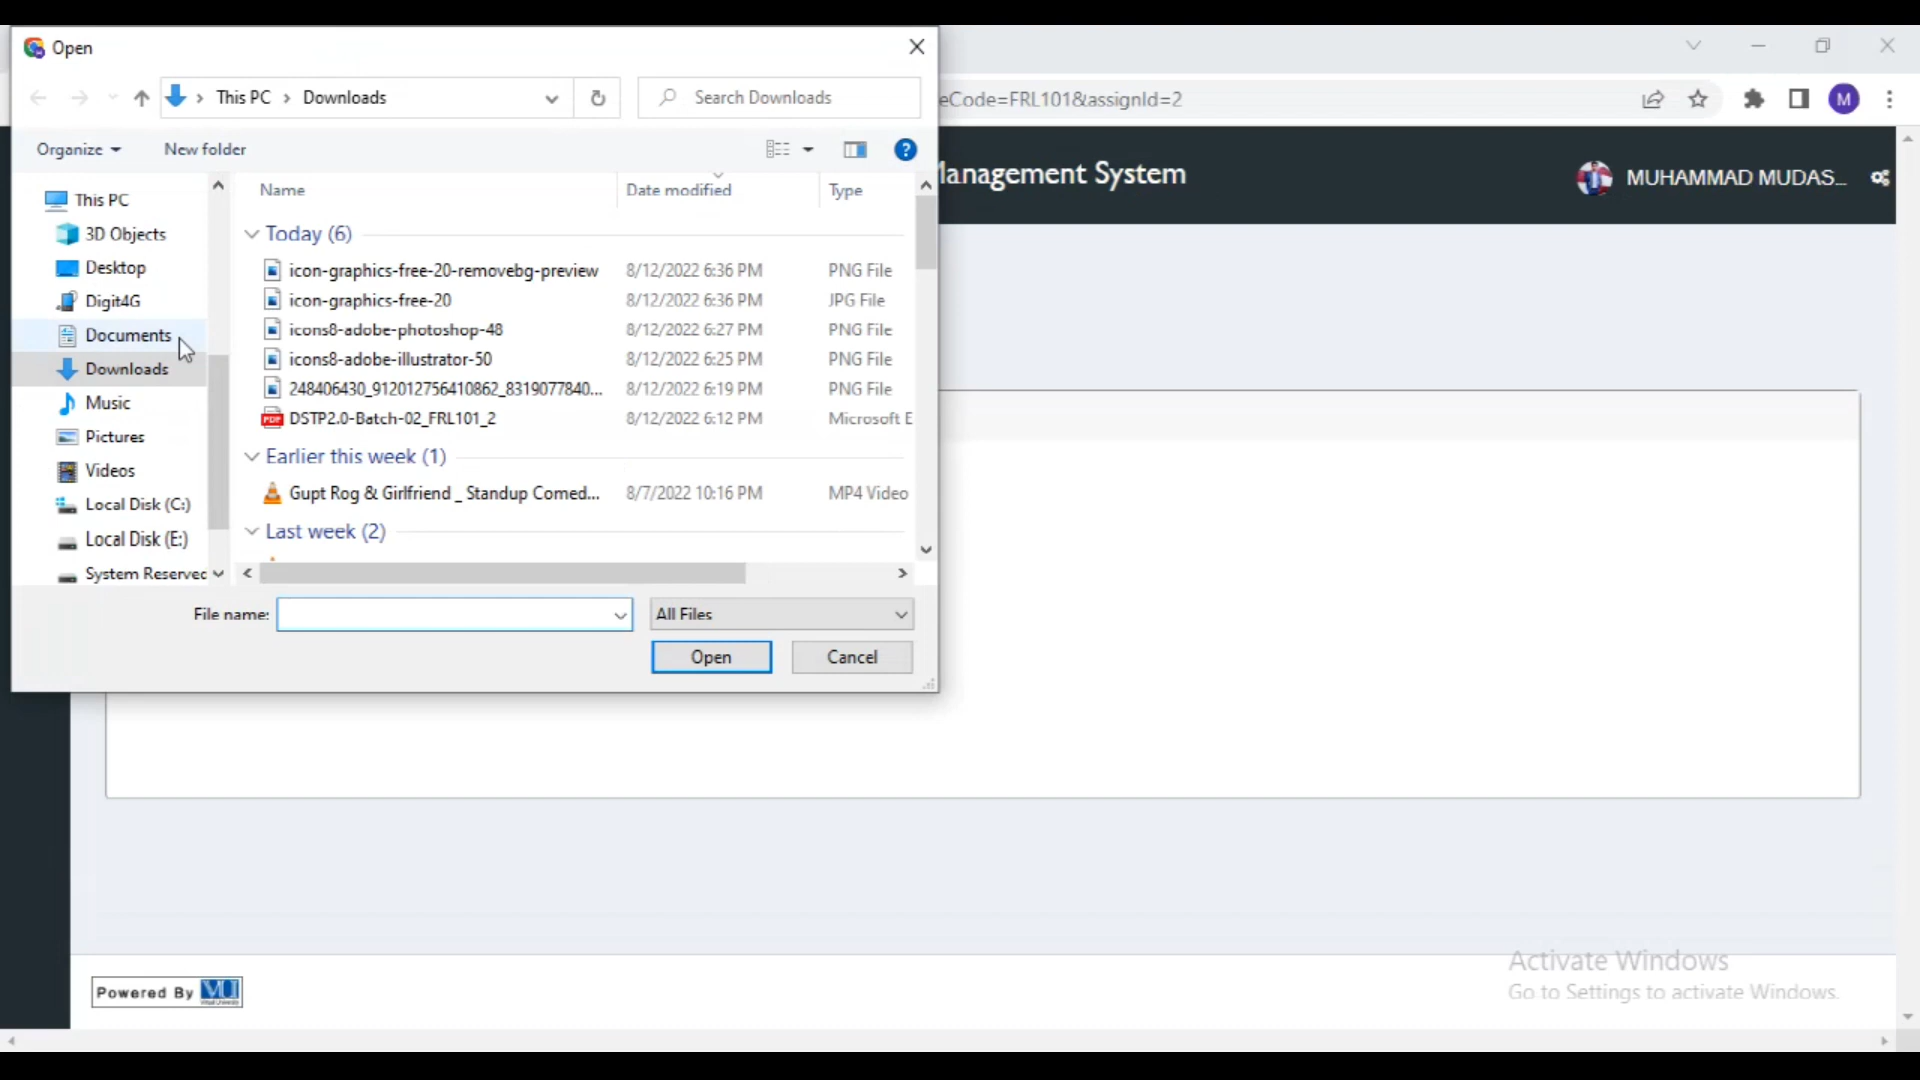 Open
eCode=FRL101&assignId=2
M
This PC > Downloads
Search Downloads
Organize
New folder
lanagement System
MUHAMMAD MUDAS...
This PC
3D Objects
Desktop
Digit4G
Documents
Downloads
Music
Pictures
Videos
Local Disk (C:)
Local Disk (E:)
System Reserved
Name
Date modified
Type
Today (6)
icon-graphics-free-20-removebg-preview 8/12/2022 6:36 PM PNG File
icon-graphics-free-20 8/12/2022 6:36 PM JPG File
icons8-adobe-photoshop-48 8/12/2022 6:27 PM PNG File
icons8-adobe-illustrator-50 8/12/2022 6:25 PM PNG File
248406430_912012756410862_8319077840... 8/12/2022 6:19 PM PNG File
PDF DSTP2.0-Batch-02_FRL101_2 8/12/2022 6:12 PM Microsoft E
Earlier this week (1)
Gupt Rog & Girlfriend _ Standup Comed... 8/7/2022 10:16 PM MP4 Video
Last week (2)
File name:
All Files
Open
Cancel
Activate Windows
Go to Settings to activate Windows.
Powered By VU